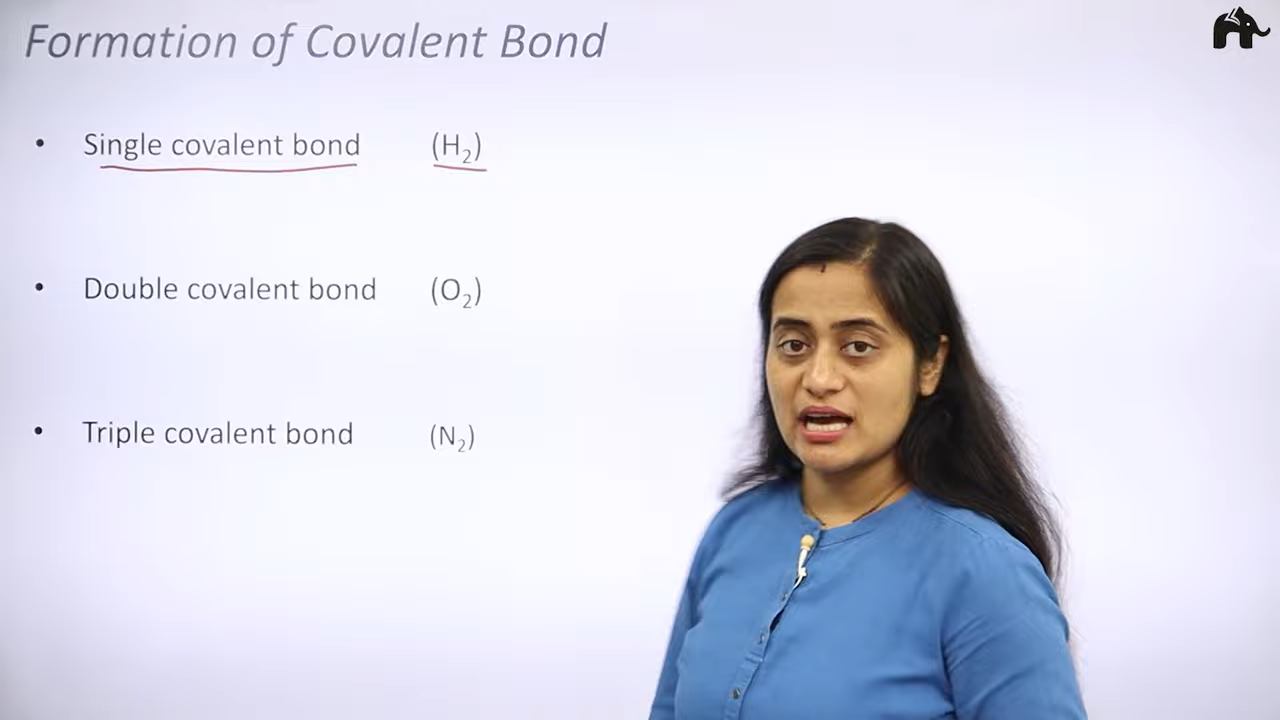 Formation of Covalent Bond
• Single covalent bond (H₂)
• Double covalent bond (O₂)
• Triple covalent bond (N₂)